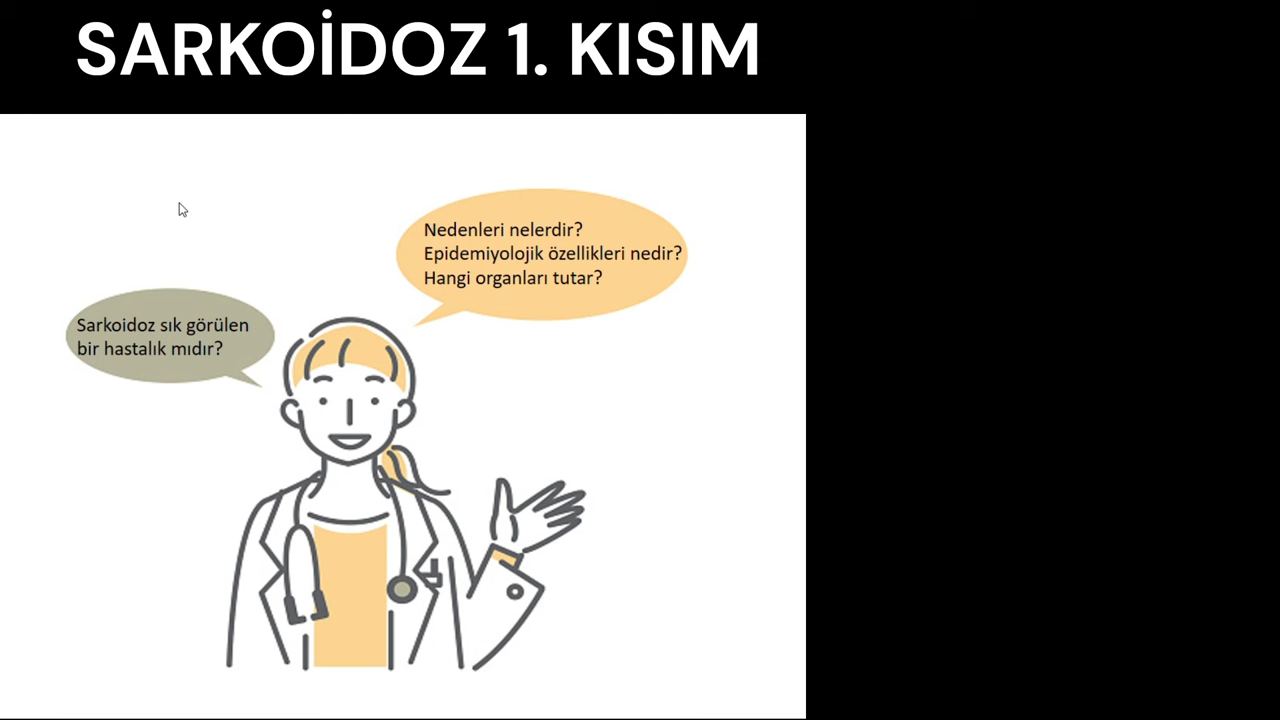 SARKOİDOZ 1. KISIM
Nedenleri nelerdir?
Epidemiyolojik özellikleri nedir?
Hangi organları tutar?
Sarkoidoz sık görülen
bir hastalık mıdır?